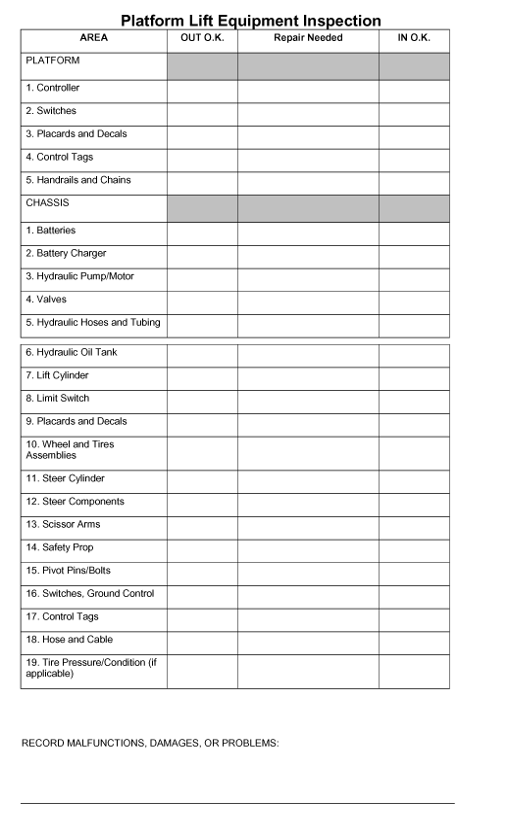 Platform Lift Equipment Inspection
AREA OUT O.K. Repair Needed IN O.K.
PLATFORM
1. Controller
2. Switches
3. Placards and Decals
4. Control Tags
5. Handrails and Chains
CHASSIS
1. Batteries
2. Battery Charger
3. Hydraulic Pump/Motor
4. Valves
5. Hydraulic Hoses and Tubing
6. Hydraulic Oil Tank
7. Lift Cylinder
8. Limit Switch
9. Placards and Decals
10. Wheel and Tires
Assemblies
11. Steer Cylinder
12. Steer Components
13. Scissor Arms
14. Safety Prop
15. Pivot Pins/Bolts
16. Switches, Ground Control
17. Control Tags
18. Hose and Cable
19. Tire Pressure/Condition (if
applicable)
RECORD MALFUNCTIONS, DAMAGES, OR PROBLEMS: